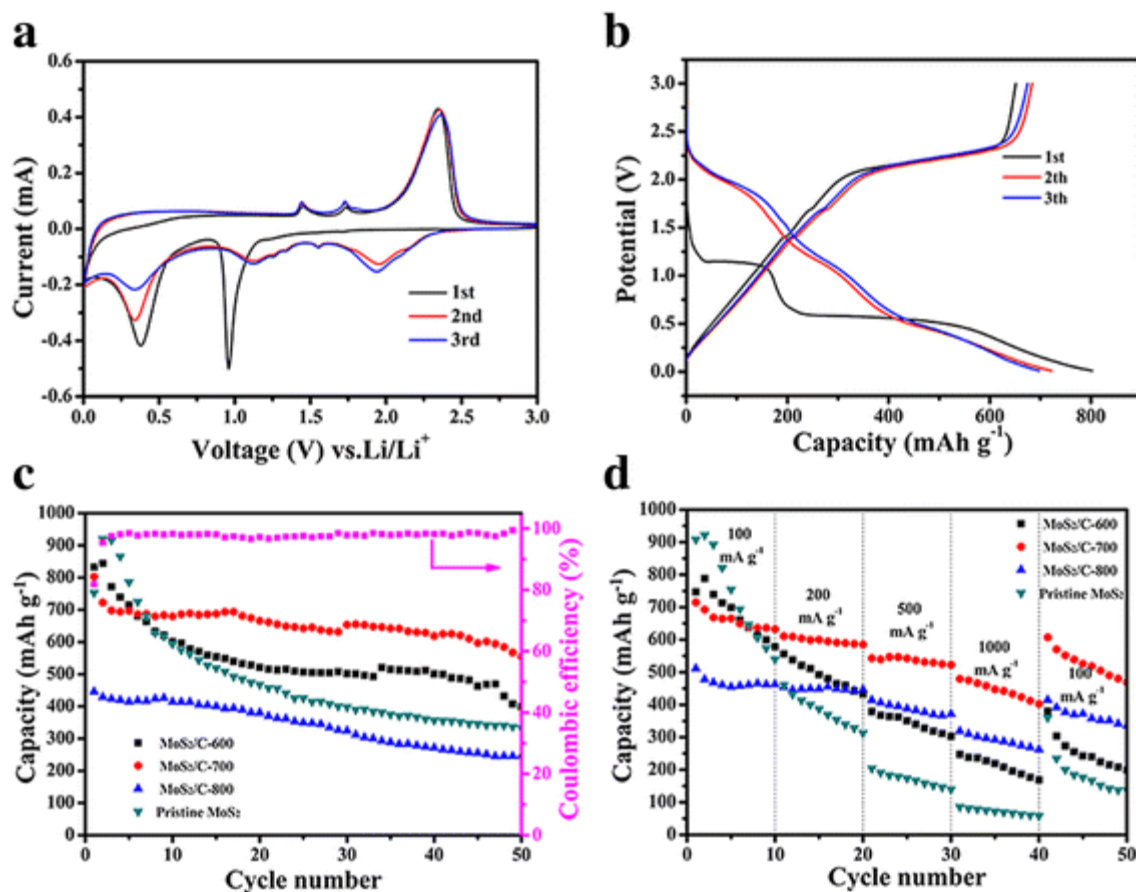 a
0.6
0.4
0.2
0.0
-0.2
-0.4
-0.6
Current (mA)
1st
2nd
3rd
0.0 0.5 1.0 1.5 2.0 2.5 3.0
Voltage (V) vs.Li/Li⁺
b
3.0
2.5
2.0
1.5
1.0
0.5
0.0
Potential (V)
1st
2th
3th
0 200 400 600 800
Capacity (mAh g⁻¹)
c
1000
900
800
700
600
500
400
300
200
100
0
Capacity (mAh g⁻¹)
100
80
60
40
20
0
Coulombic efficiency (%)
MoS₂/C-600
MoS₂/C-700
MoS₂/C-800
Pristine MoS₂
0 10 20 30 40 50
Cycle number
d
1000
900
800
700
600
500
400
300
200
100
0
Capacity (mAh g⁻¹)
100
mA g⁻¹
200
mA g⁻¹
500
mA g⁻¹
1000
mA g⁻¹
100
mA g⁻¹
MoS₂/C-600
MoS₂/C-700
MoS₂/C-800
Pristine MoS₂
0 10 20 30 40 50
Cycle number